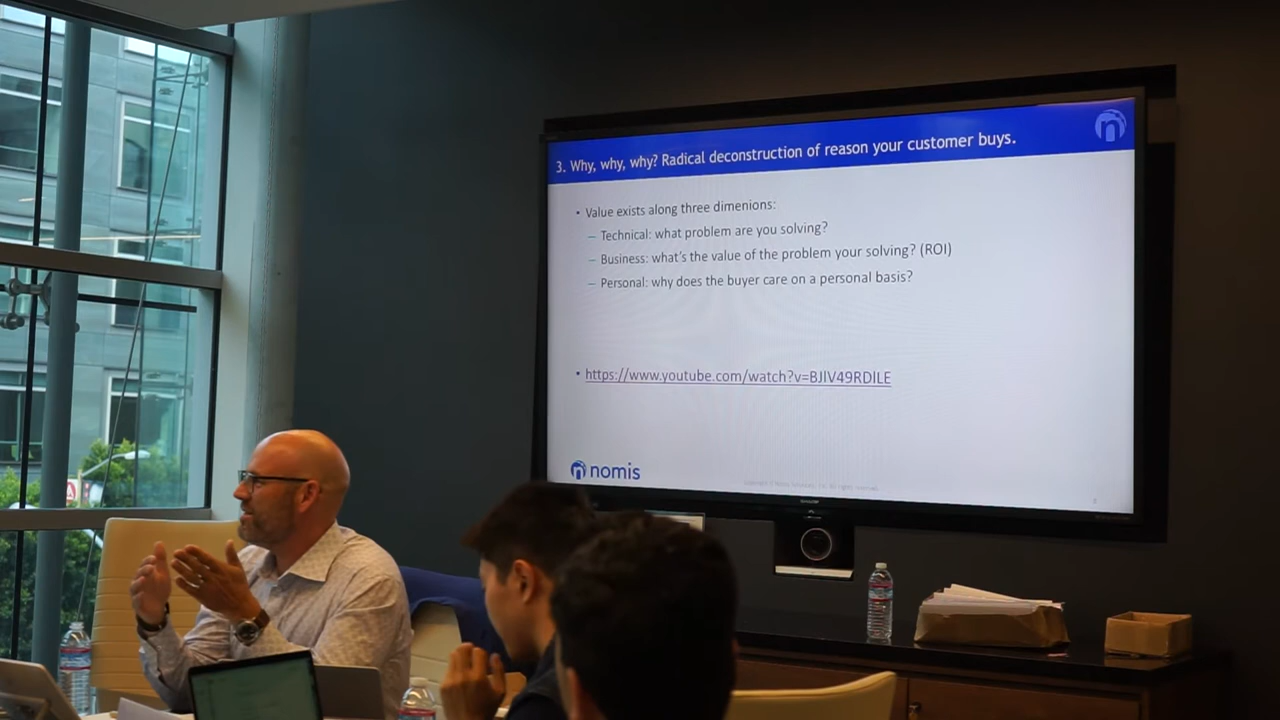 3. Why, why, why? Radical deconstruction of reason your customer buys.
• Value exists along three dimenions:
– Technical: what problem are you solving?
– Business: what's the value of the problem your solving? (ROI)
– Personal: why does the buyer care on a personal basis?
• https://www.youtube.com/watch?v=BJlV49RDlLE
nomis